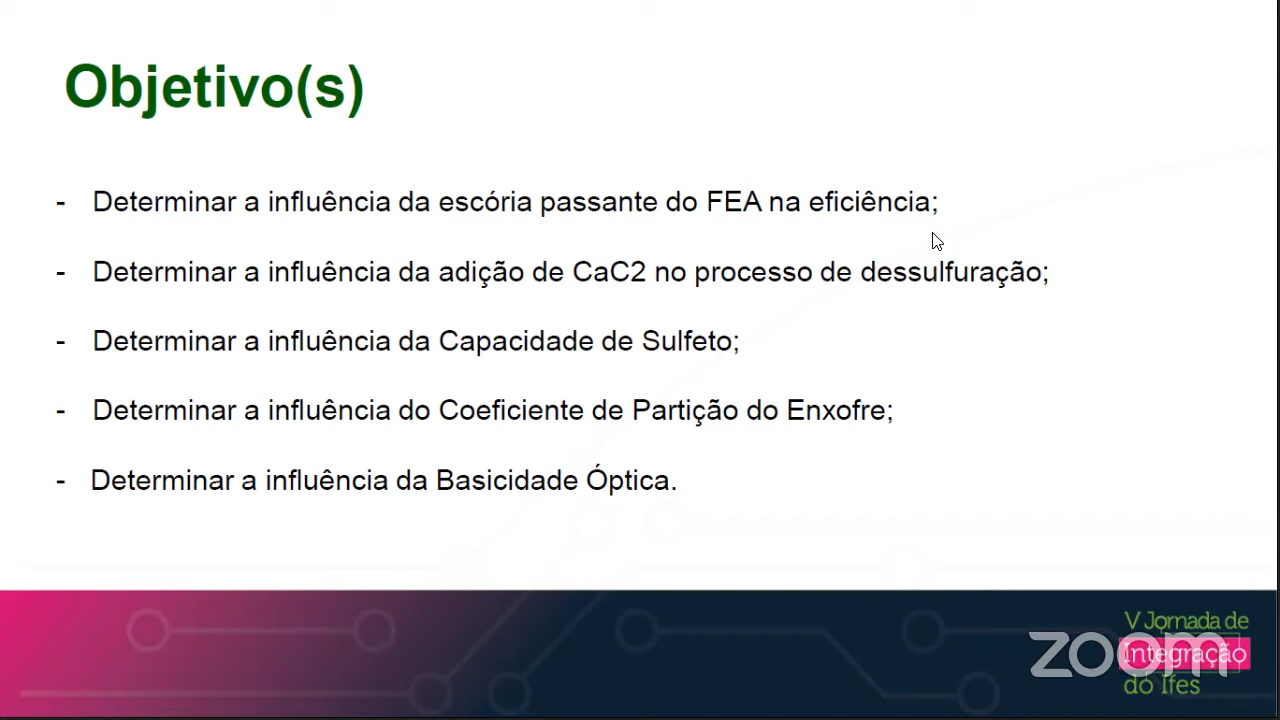 Objetivo(s)
- Determinar a influência da escória passante do FEA na eficiência;
- Determinar a influência da adição de CaC2 no processo de dessulfuração;
- Determinar a influência da Capacidade de Sulfeto;
- Determinar a influência do Coeficiente de Partição do Enxofre;
- Determinar a influência da Basicidade Óptica.
V Jornada de
Integração
do Ifes
zoom